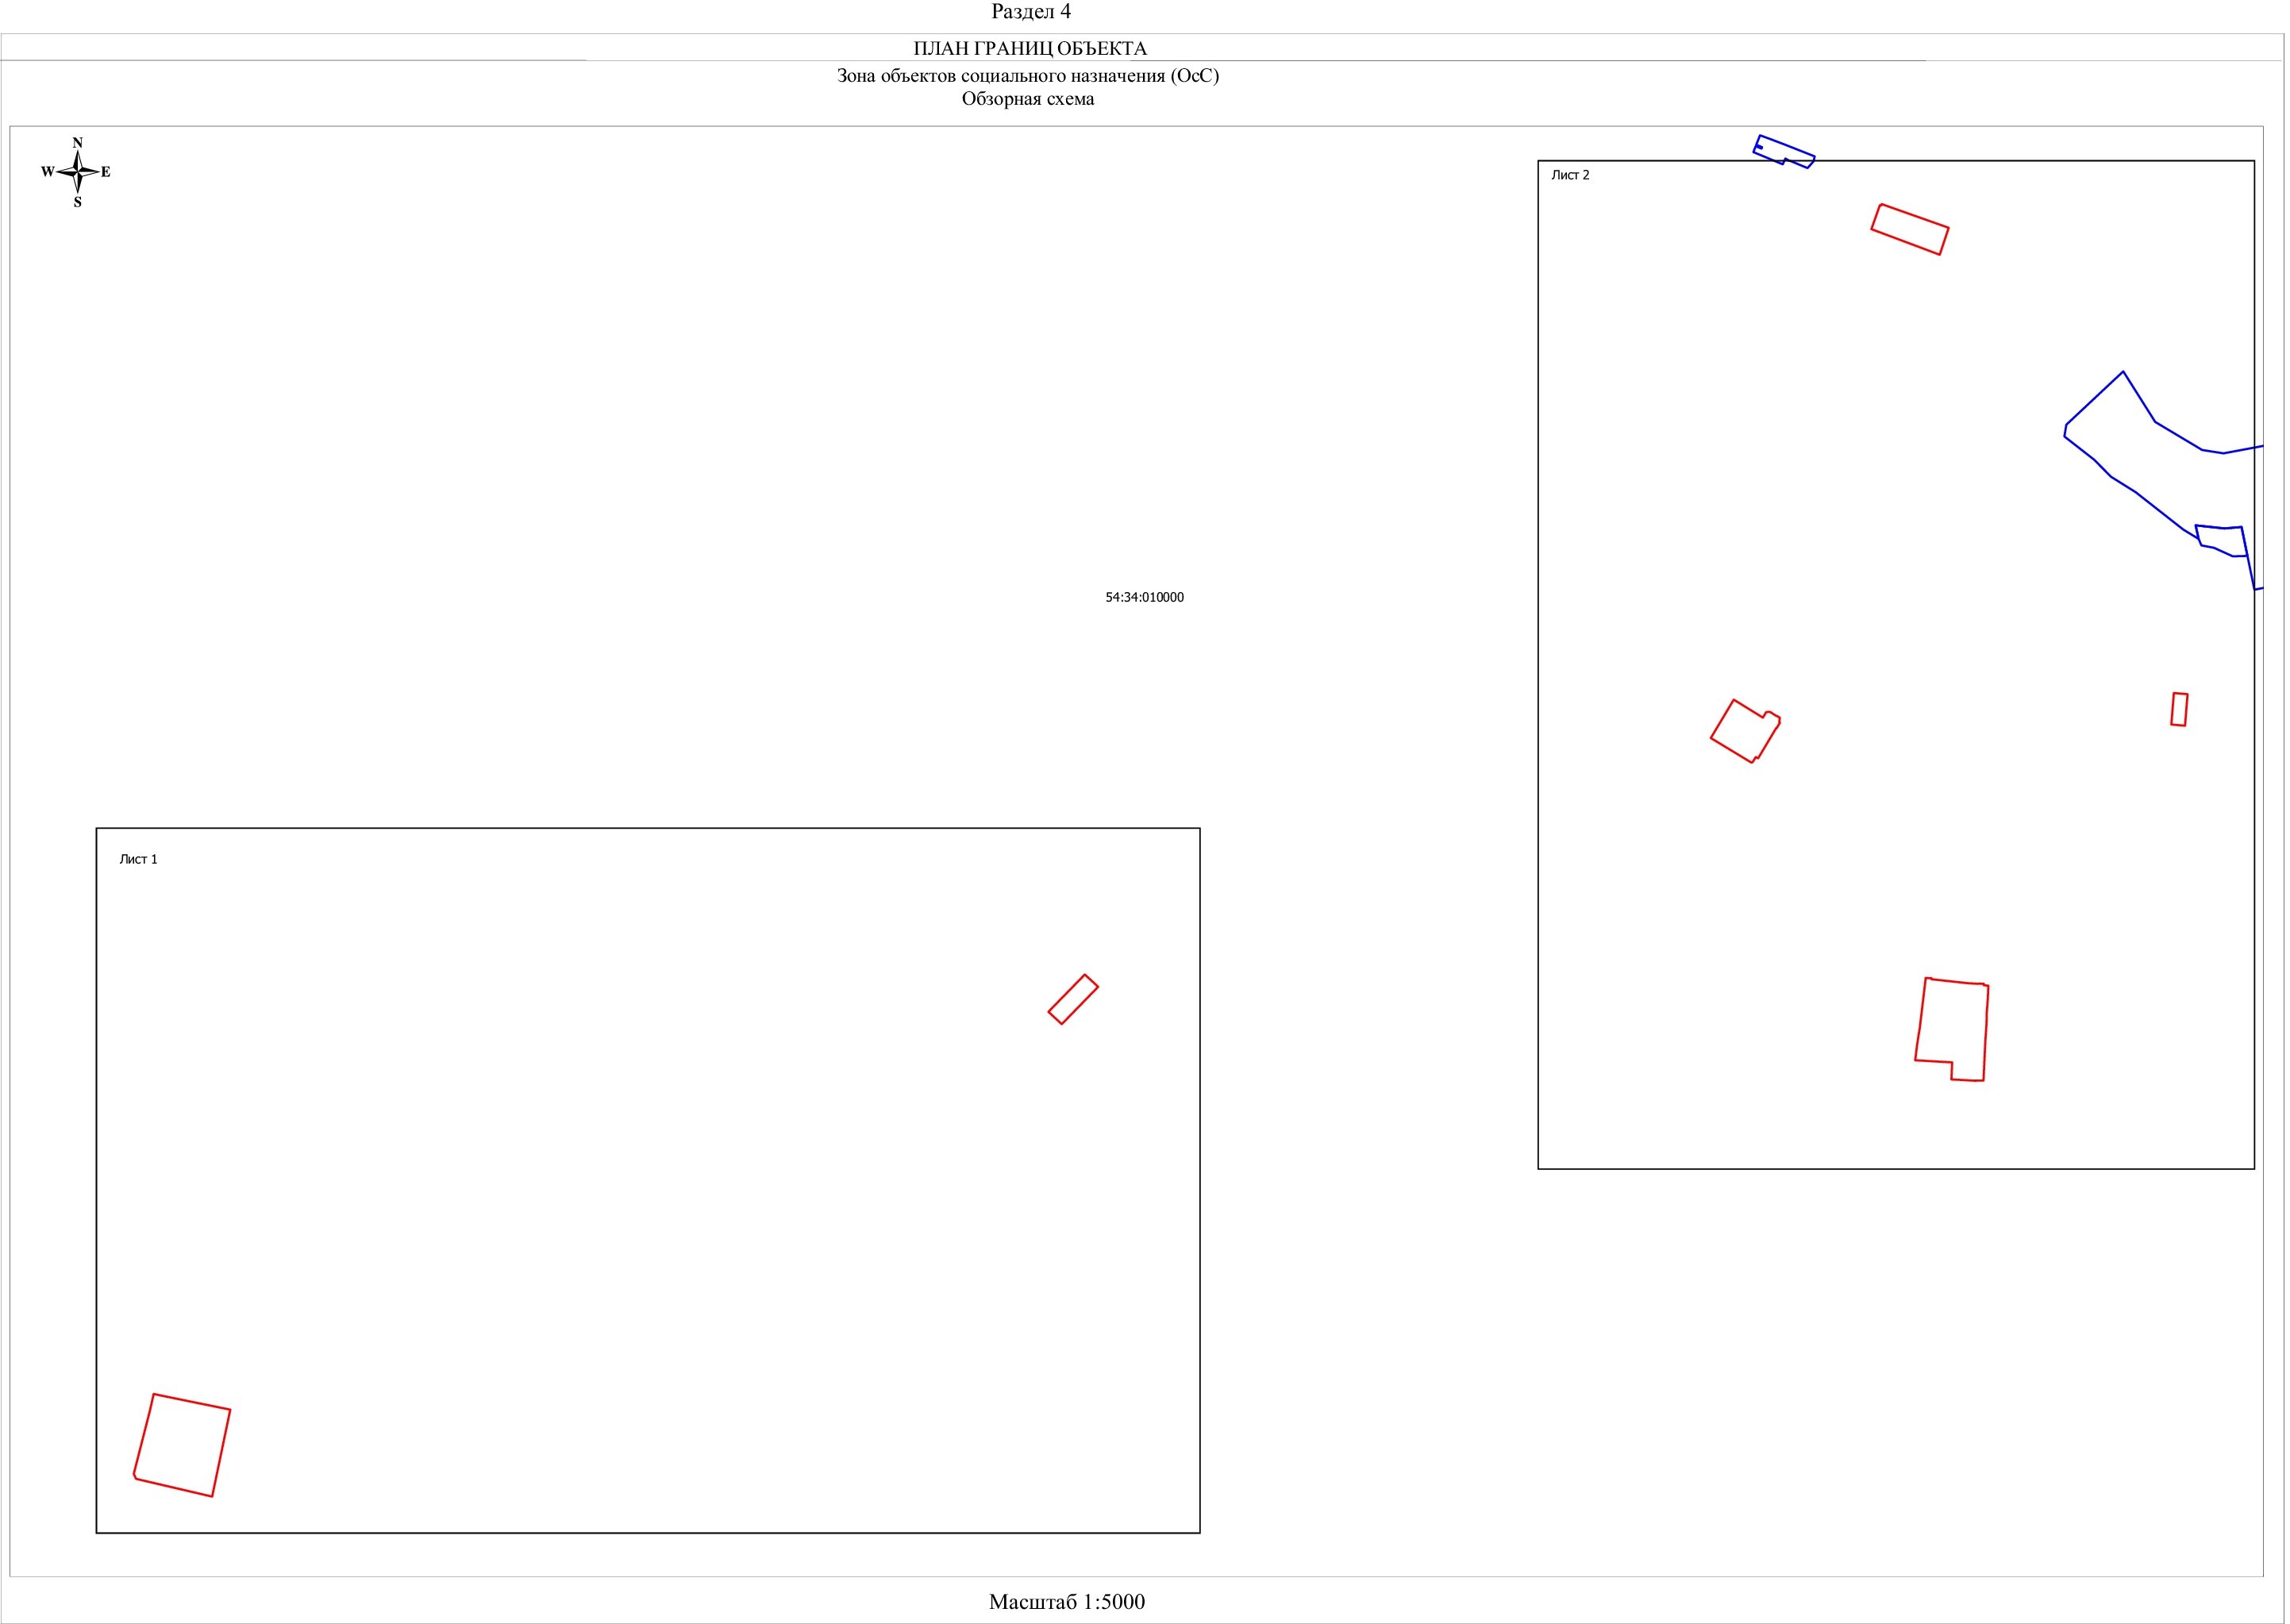 Раздел 4
ПЛАН ГРАНИЦ ОБЪЕКТА
Зона объектов социального назначения (ОсС)
Обзорная схема
N
W E
S
Лист 2
54:34:010000
Лист 1
Масштаб 1:5000